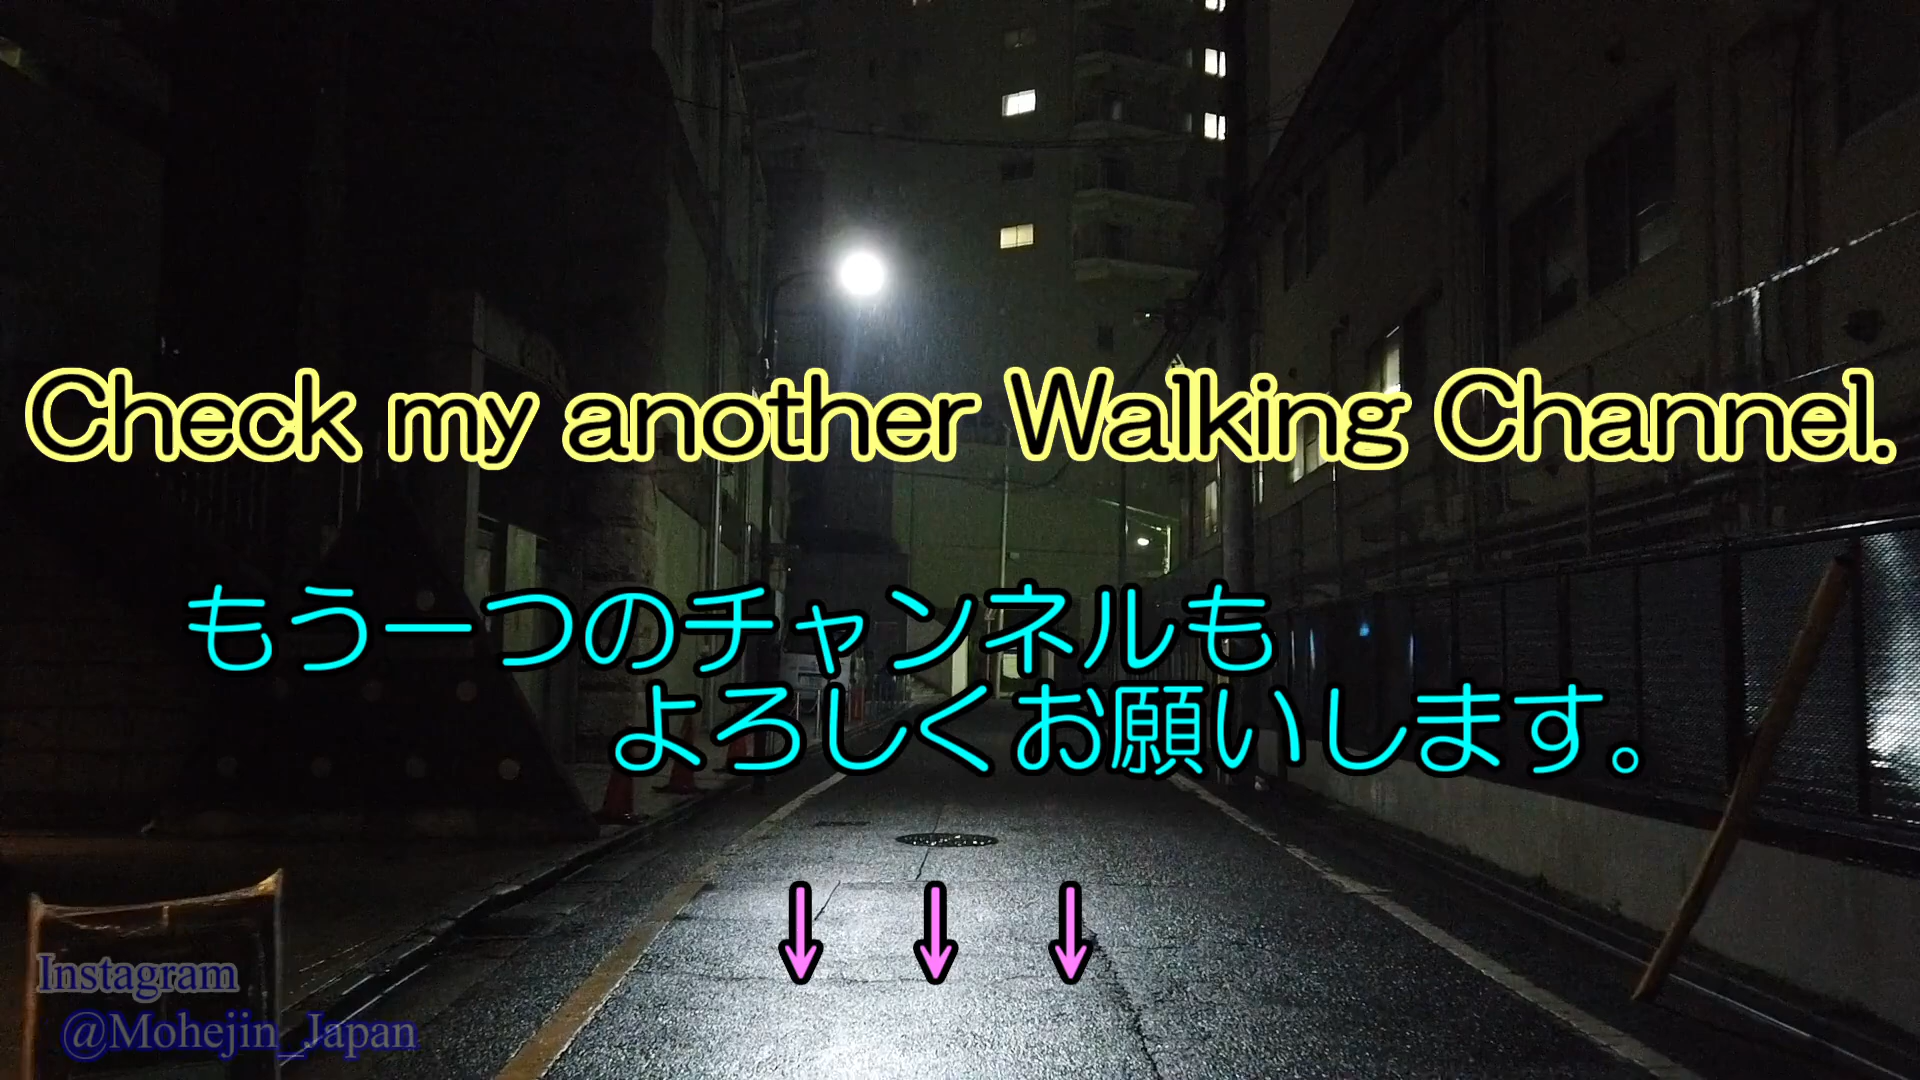 Check my another Walking Channel.
もう一つのチャンネルも
よろしくお願いします。
↓ ↓ ↓
Instagram
@Mohejin_Japan